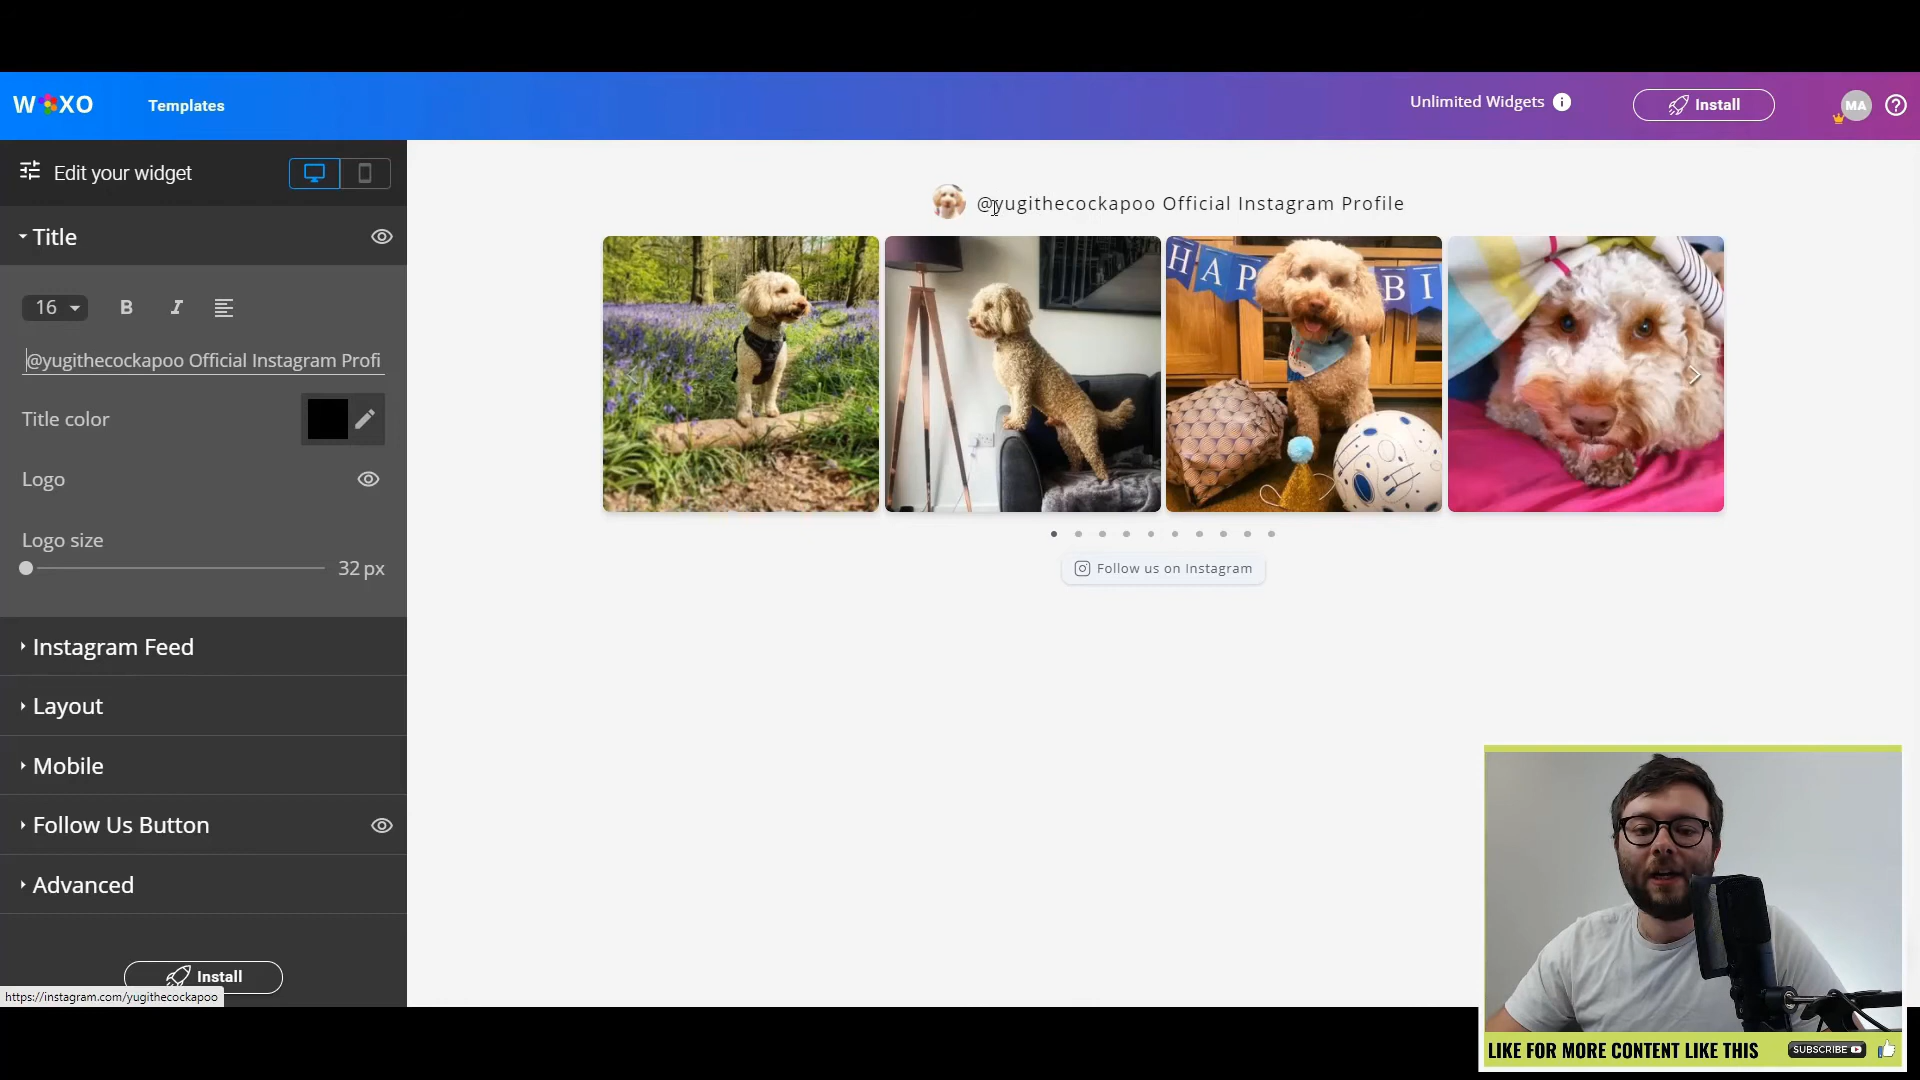 W XO
Templates
Unlimited Widgets
Install
MA
Edit your widget
Title
16
B
I
@yugithecockapoo Official Instagram Profi
Title color
Logo
Logo size
32 px
Instagram Feed
Layout
Mobile
Follow Us Button
Advanced
Install
https://instagram.com/yugithecockapoo
@yugithecockapoo Official Instagram Profile
HAP BI
Follow us on Instagram
LIKE FOR MORE CONTENT LIKE THIS
SUBSCRIBE